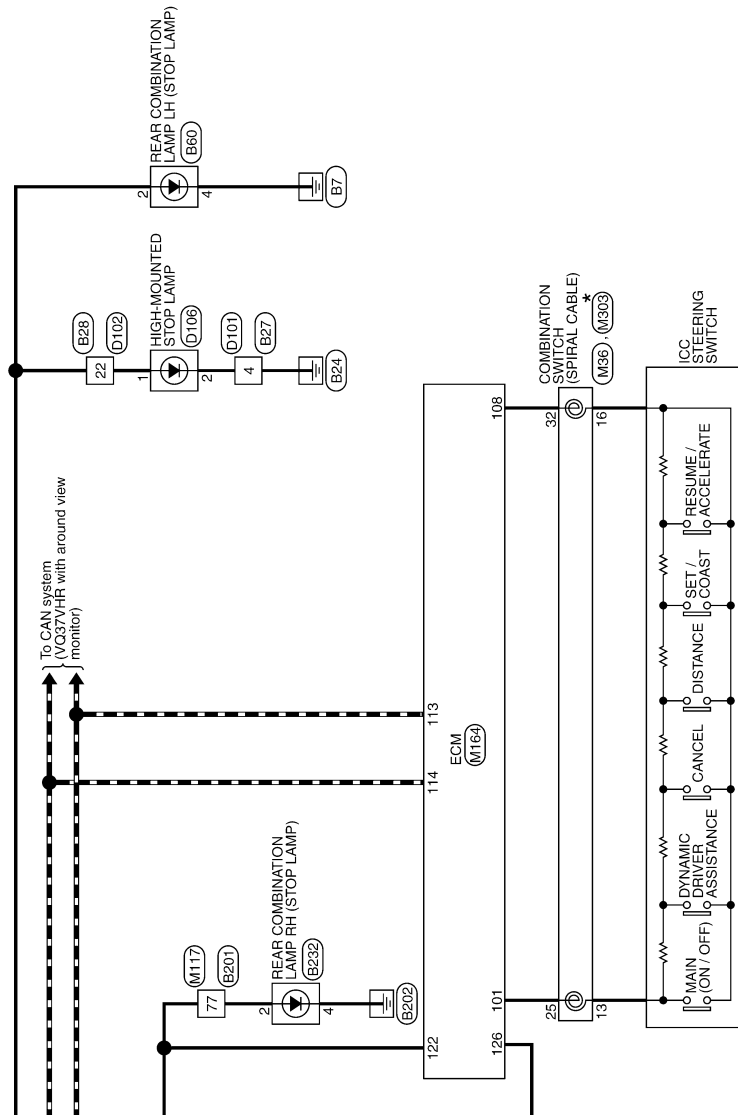 REAR COMBINATION
LAMP LH (STOP LAMP)
B60
2
4
B7
HIGH-MOUNTED
STOP LAMP
D106
B28
D102
22
1
2
D101
B27
4
B24
To CAN system
(VQ37VHR with around view
monitor)
COMBINATION
SWITCH
(SPIRAL CABLE)
M36 , M303
*
ICC
STEERING
SWITCH
108
32
16
113
114
ECM
M164
REAR COMBINATION
LAMP RH (STOP LAMP)
B232
M117
B201
77
2
4
B202
122
101
126
25
13
RESUME /
ACCELERATE
SET /
COAST
DISTANCE
CANCEL
DYNAMIC
DRIVER
ASSISTANCE
MAIN
(ON / OFF)